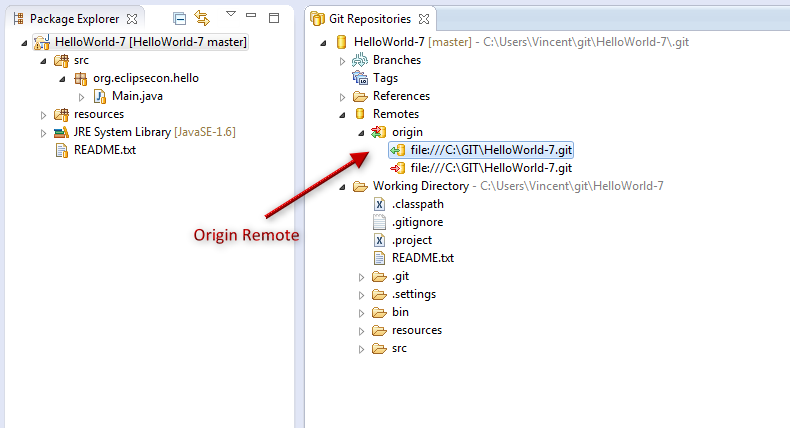 Package Explorer
HelloWorld-7 [HelloWorld-7 master]
src
org.eclipsecon.hello
Main.java
resources
JRE System Library [JavaSE-1.6]
README.txt
Git Repositories
HelloWorld-7 [master] - C:\Users\Vincent\git\HelloWorld-7\.git
Branches
Tags
References
Remotes
origin
file:///C:\GIT\HelloWorld-7.git
file:///C:\GIT\HelloWorld-7.git
Working Directory - C:\Users\Vincent\git\HelloWorld-7
.classpath
.gitignore
.project
README.txt
.git
.settings
bin
resources
src
Origin Remote